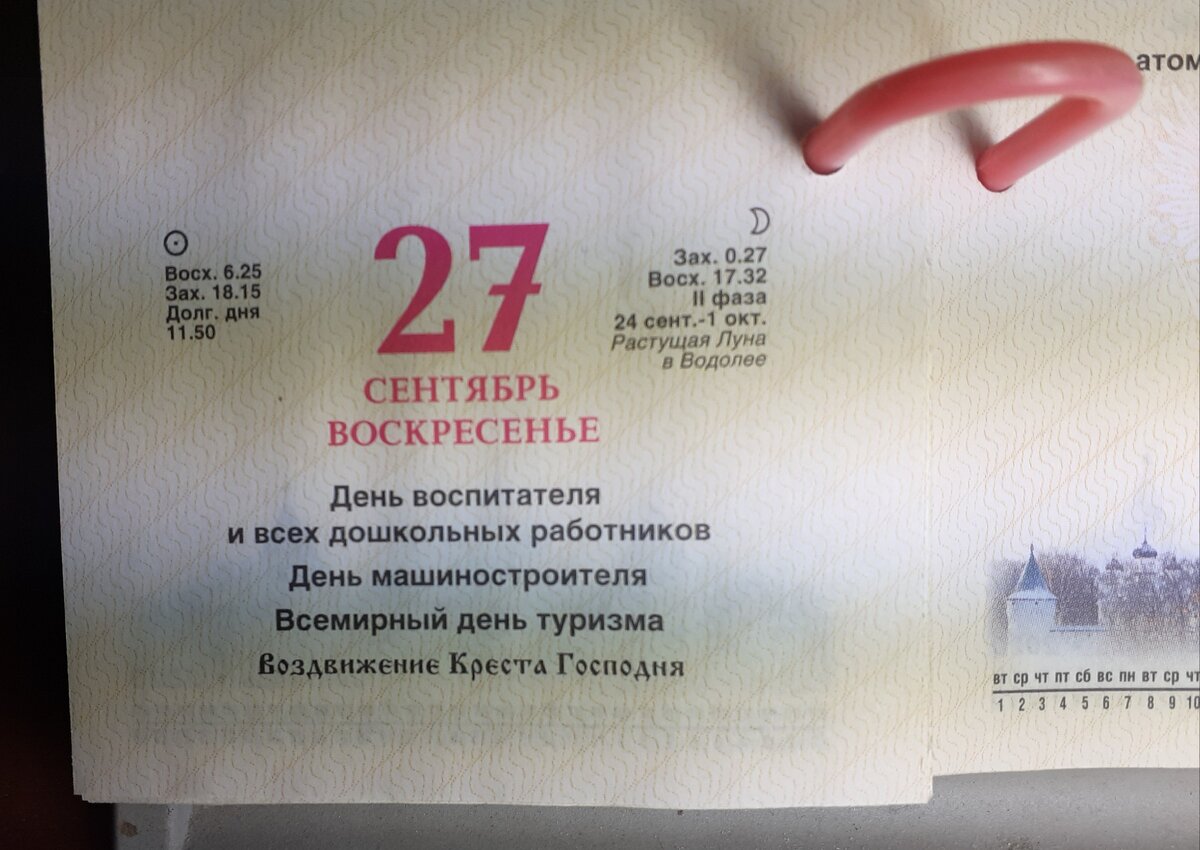 атом
Восх. 6.25
Зах. 18.15
Долг. дня
11.50
27
СЕНТЯБРЬ
ВОСКРЕСЕНЬЕ
Зах. 0.27
Восх. 17.32
II фаза
24 сент.-1 окт.
Растущая Луна
в Водолее
День воспитателя
и всех дошкольных работников
День машиностроителя
Всемирный день туризма
Воздвижение Креста Господня
вт ср чт пт сб вс пн вт ср чт
1 2 3 4 5 6 7 8 9 10